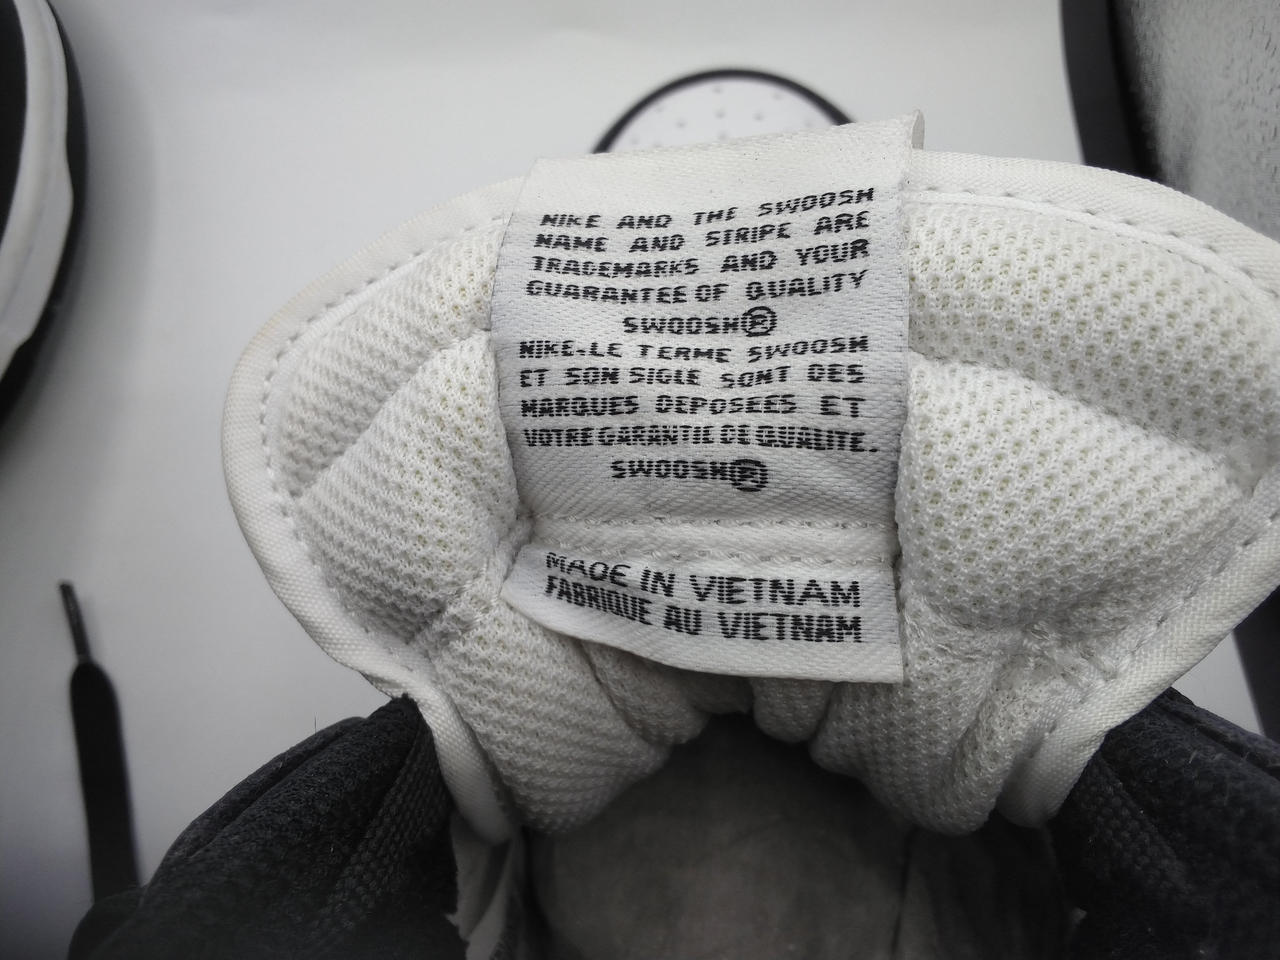 NIKE AND THE SWOOSH
NAME AND STRIPE ARE
TRADEMARKS AND YOUR
GUARANTEE OF QUALITY
SWOOSH®
NIKE-LE TERME SWOOSH
ET SON SIGLE SONT DES
MARQUES DEPOSEES ET
VOTRE GARANTIE DE QUALITE.
SWOOSH®
MADE IN VIETNAM
FABRIQUE AU VIETNAM